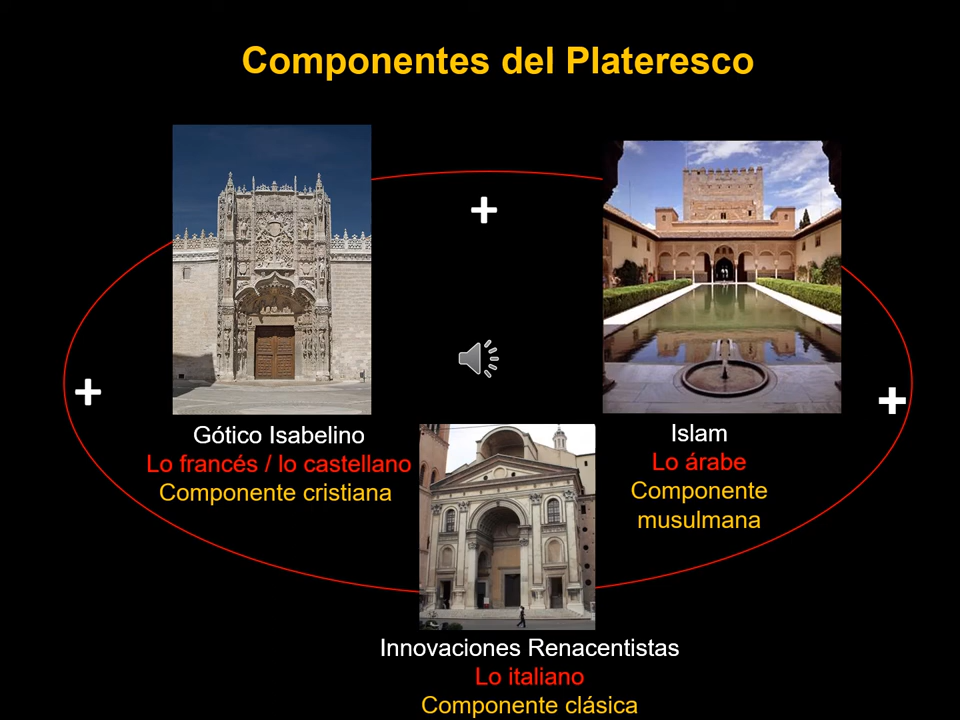 Componentes del Plateresco
+
+
+
Gótico Isabelino
Lo francés / lo castellano
Componente cristiana
Islam
Lo árabe
Componente
musulmana
Innovaciones Renacentistas
Lo italiano
Componente clásica